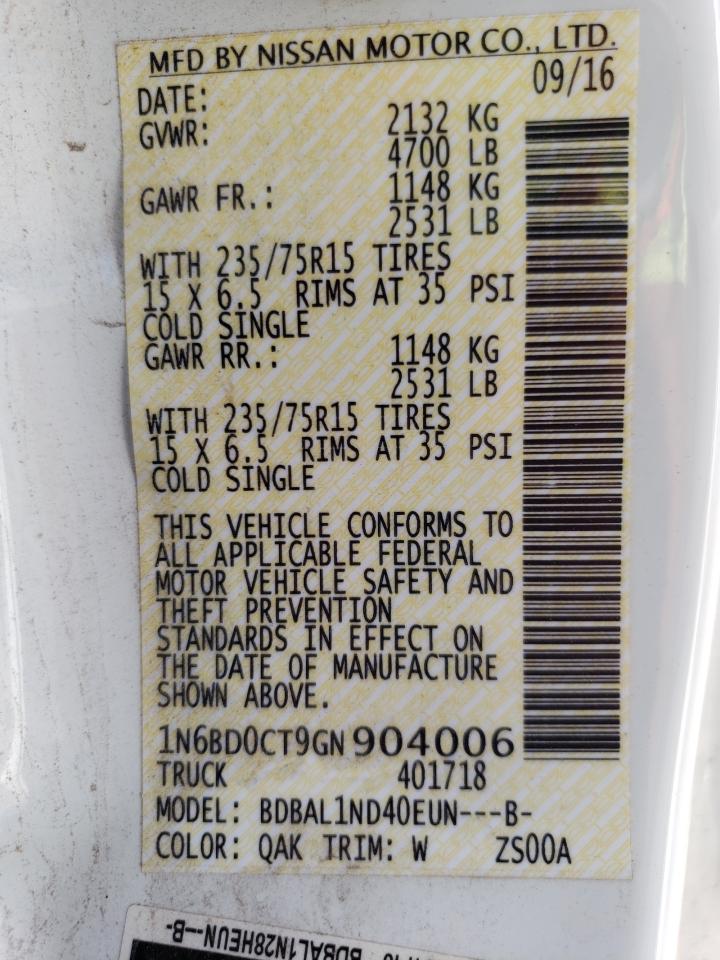 MFD BY NISSAN MOTOR CO., LTD.
DATE: 09/16
GVWR: 2132 KG
4700 LB
GAWR FR.: 1148 KG
2531 LB
WITH 235/75R15 TIRES
15 X 6.5 RIMS AT 35 PSI
COLD SINGLE
GAWR RR.: 1148 KG
2531 LB
WITH 235/75R15 TIRES
15 X 6.5 RIMS AT 35 PSI
COLD SINGLE
THIS VEHICLE CONFORMS TO
ALL APPLICABLE FEDERAL
MOTOR VEHICLE SAFETY AND
THEFT PREVENTION
STANDARDS IN EFFECT ON
THE DATE OF MANUFACTURE
SHOWN ABOVE.
1N6BD0CT9GN904006
TRUCK 401718
MODEL: BDBAL1ND40EUN---B-
COLOR: QAK TRIM: W ZS00A
BDBAL1N28HEUN--B-